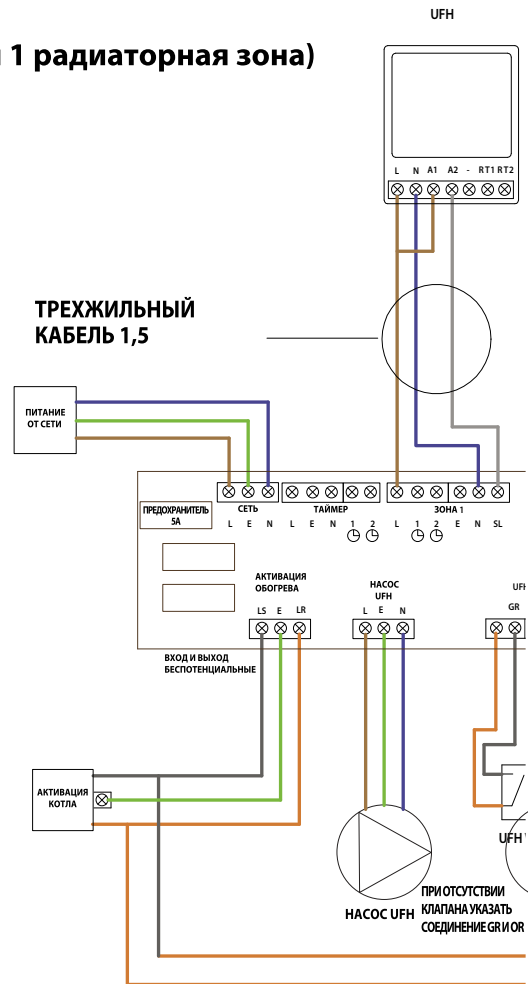 UFH
1 радиаторная зона)
L N A1 A2 - RT1 RT2
ТРЕХЖИЛЬНЫЙ
КАБЕЛЬ 1,5
ПИТАНИЕ
ОТ СЕТИ
ПРЕДОХРАНИТЕЛЬ
5А
СЕТЬ
L E N
ТАЙМЕР
L E N 1 2
ЗОНА 1
L 1 2 E N SL
АКТИВАЦИЯ
ОБОГРЕВА
LS E LR
НАСОС
UFH
L E N
UFH
GR
ВХОД И ВЫХОД
БЕСПОТЕНЦИАЛЬНЫЕ
АКТИВАЦИЯ
КОТЛА
UFH
НАСОС UFH
ПРИ ОТСУТСТВИИ
КЛАПАНА УКАЗАТЬ
СОЕДИНЕНИЕ GR И OR